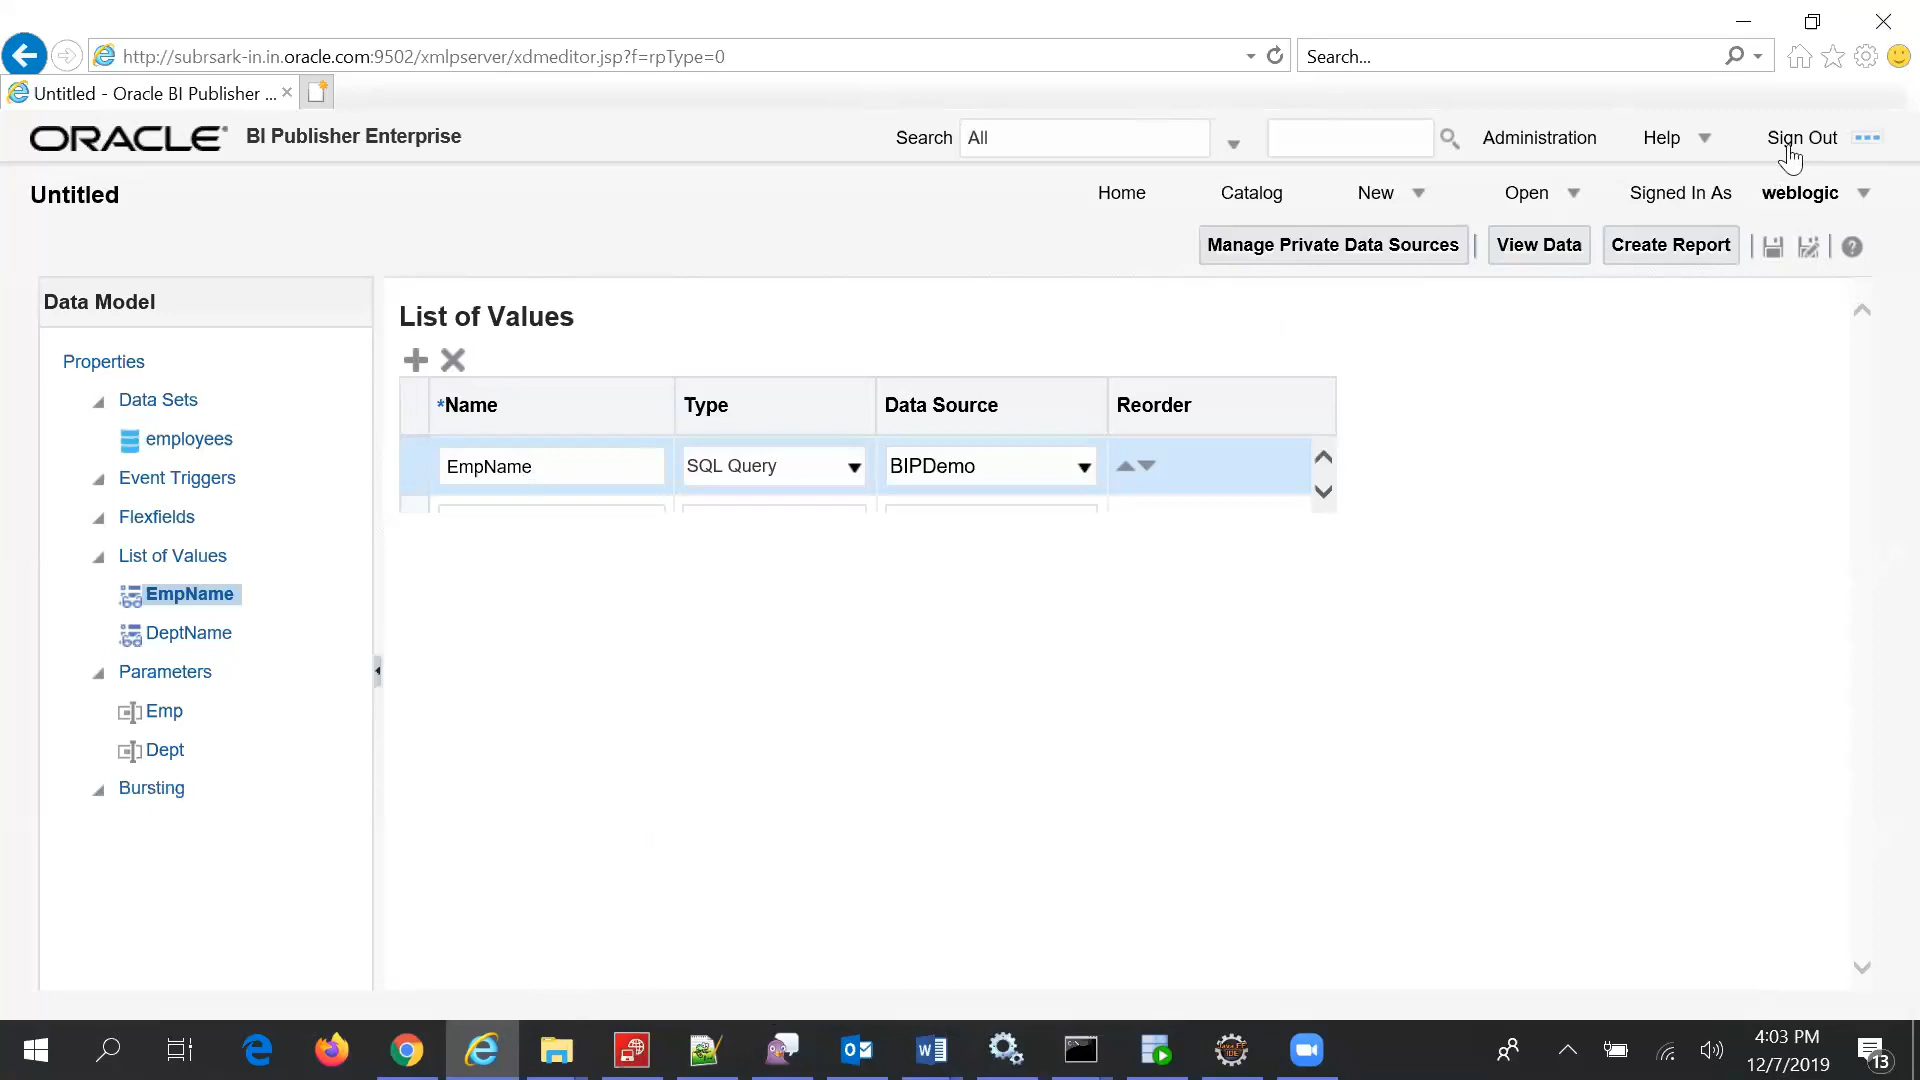 http://subrsark-in.in.oracle.com:9502/xmlpserver/xdmeditor.jsp?f=rpType=0
Search...
Untitled - Oracle BI Publisher ...
ORACLE BI Publisher Enterprise
Search All Administration Help Sign Out
Untitled
Home Catalog New Open Signed In As weblogic
Manage Private Data Sources View Data Create Report
Data Model
Properties
Data Sets
employees
Event Triggers
Flexfields
List of Values
EmpName
DeptName
Parameters
Emp
Dept
Bursting
List of Values
*Name Type Data Source Reorder
EmpName SQL Query BIPDemo
4:03 PM
12/7/2019
13